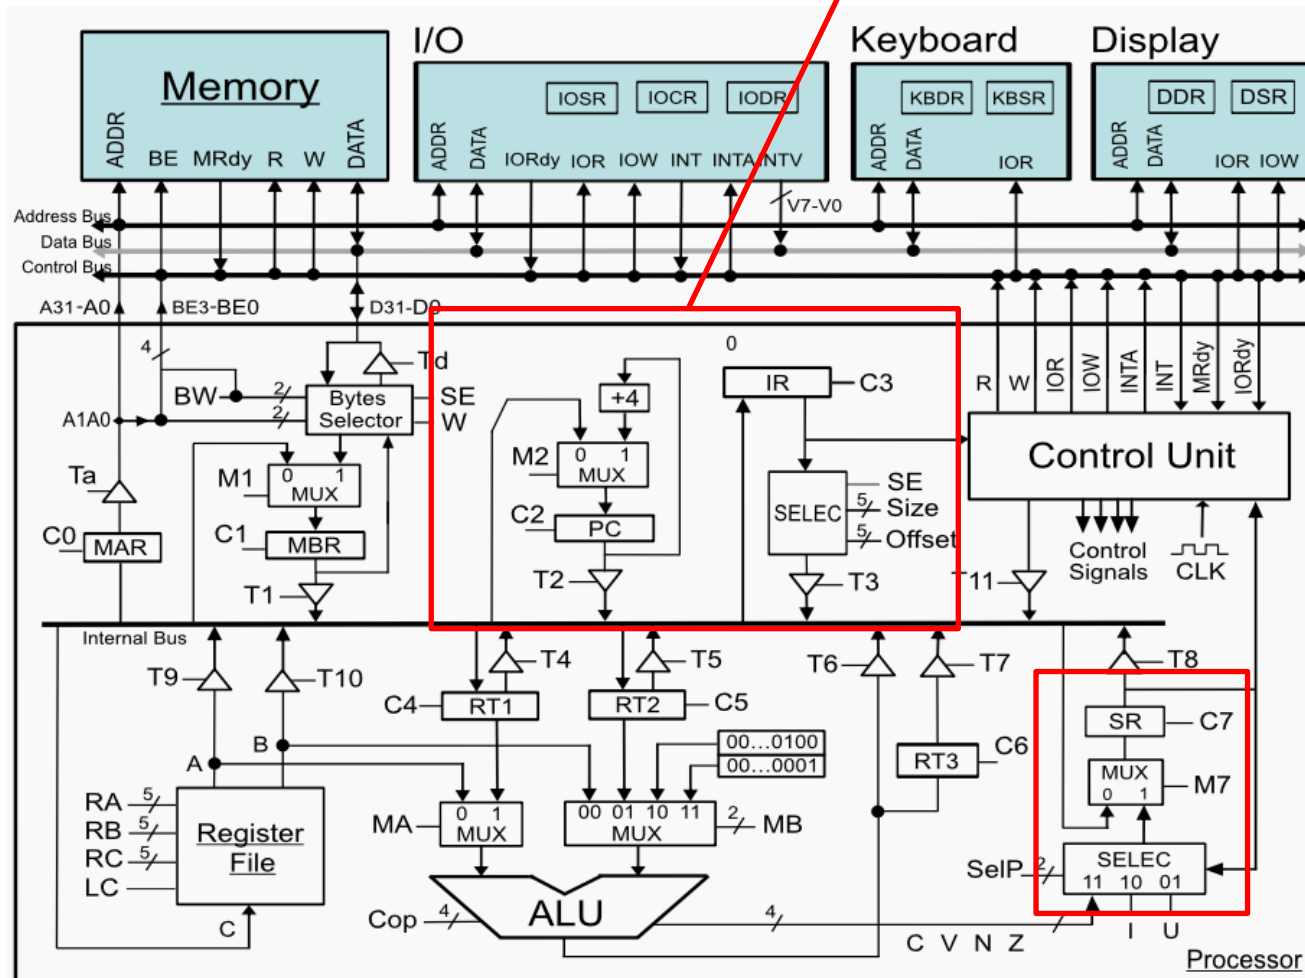 I/O
Keyboard
Display
Memory
IOSR IOCR IODR
KBDR KBSR
DDR DSR
ADDR BE MRdy R W DATA
ADDR DATA IORdy IOR IOW INT INTA INTV
ADDR DATA IOR
ADDR DATA IOR IOW
V7-V0
Address Bus
Data Bus
Control Bus
A31-A0
BE3-BE0
D31-D0
4
Td
BW
2
Bytes
Selector
SE
W
A1A0
2
M1
0 1
MUX
Ta
C0
MAR
C1
MBR
T1
+4
M2
0 1
MUX
C2
PC
T2
0
IR
C3
SELEC
SE
5
Size
5
Offset
T3
R W IOR IOW INTA INT MRdy IORdy
Control Unit
Control
Signals
CLK
T11
Internal Bus
T9
T10
T4
T5
T6
T7
T8
C4
RT1
RT2
C5
00...0100
00...0001
RT3
C6
SR
C7
MUX
0 1
M7
A
B
RA
5
RB
5
RC
5
LC
Register
File
C
MA
0 1
MUX
00 01 10 11
MUX
2
MB
SelP
2
SELEC
11 10 01
Cop
4
ALU
4
C V N Z
I U
Processor